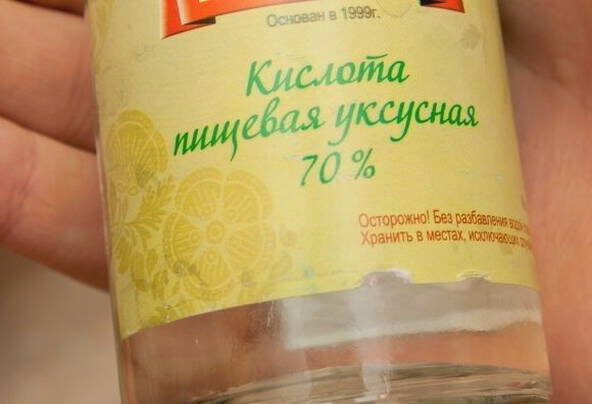 Основан в 1999г.
Кислота
пищевая уксусная
70 %
Осторожно! Без разбавления водой
Хранить в местах, исключающих